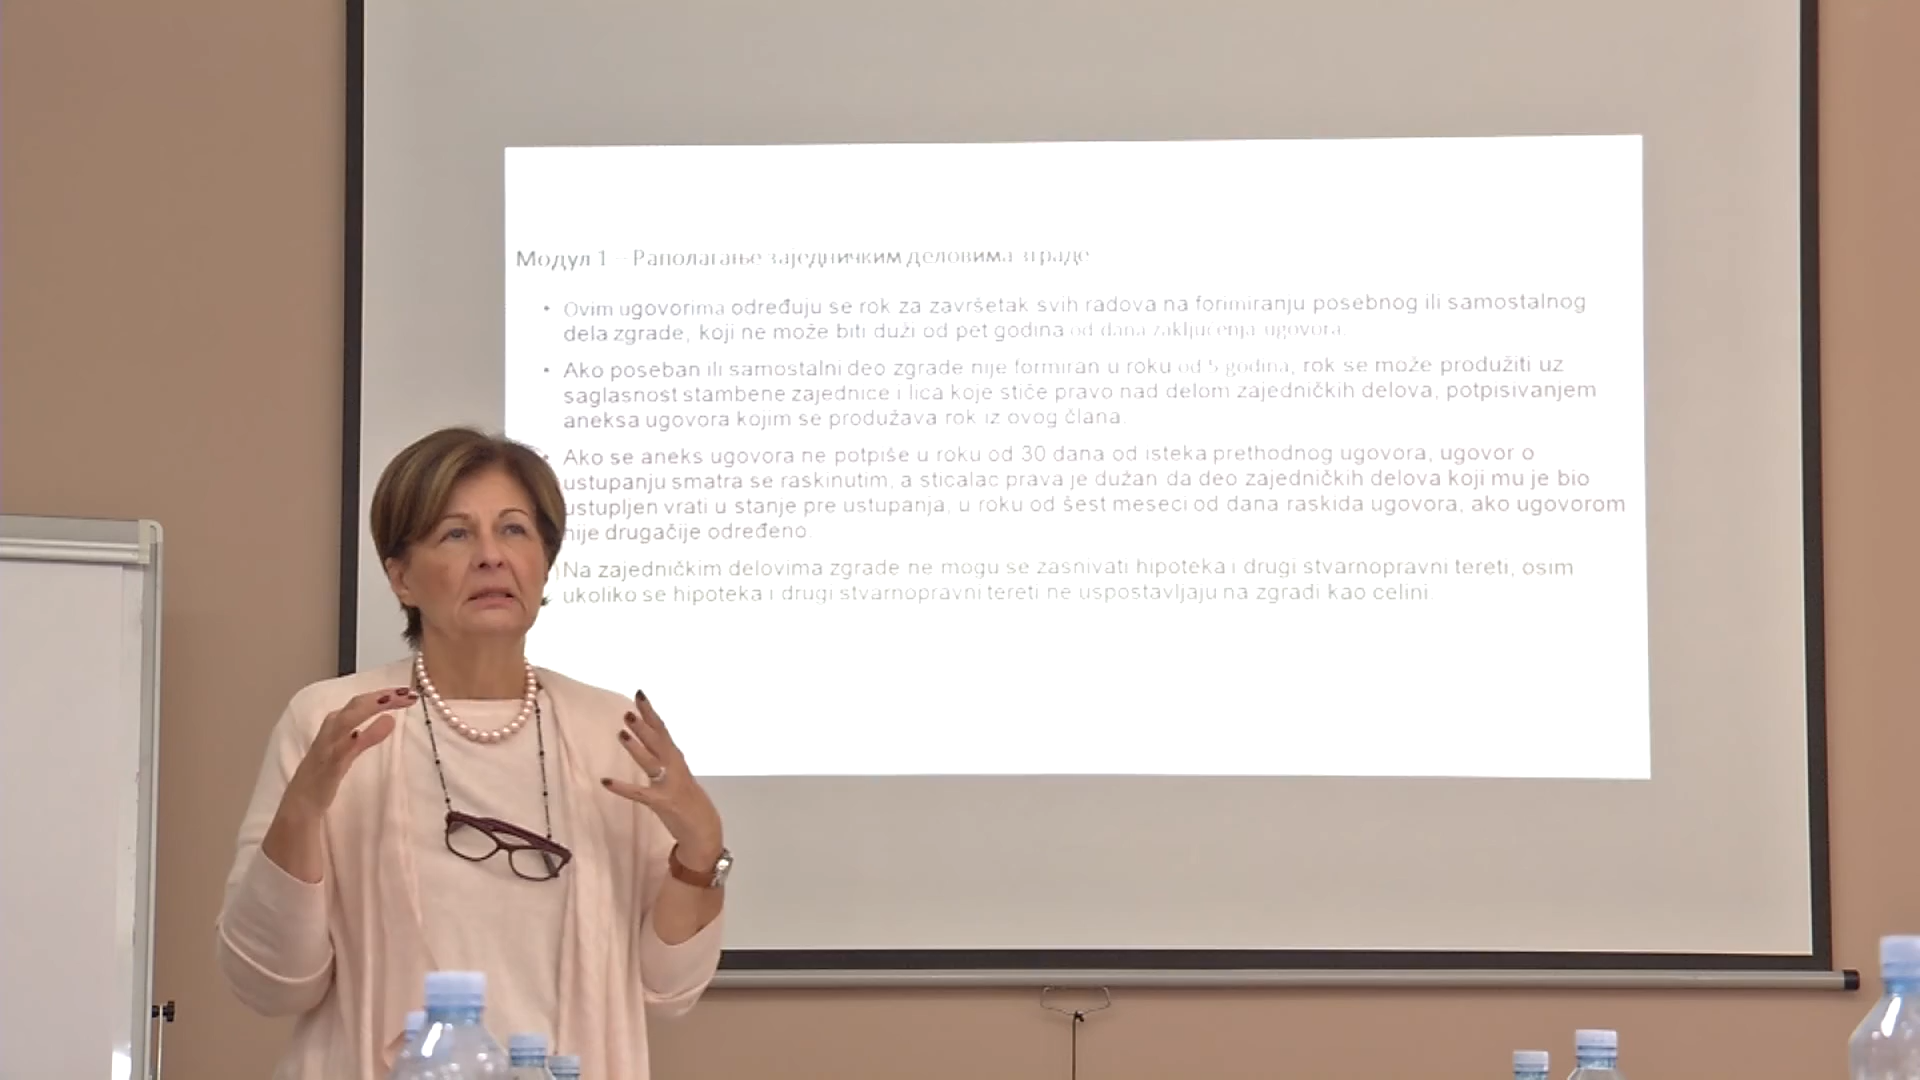 Модул 1 – Раполагање заједничким деловима зграде
• Ovim ugovorima određuju se rok za završetak svih radova na formiranju posebnog ili samostalnog
dela zgrade, koji ne može biti duži od pet godina od dana zaključenja ugovora.
• Ako poseban ili samostalni deo zgrade nije formiran u roku od 5 godina, rok se može produžiti uz
saglasnost stambene zajednice i lica koje stiče pravo nad delom zajedničkih delova, potpisivanjem
aneksa ugovora kojim se produžava rok iz ovog člana.
• Ako se aneks ugovora ne potpiše u roku od 30 dana od isteka prethodnog ugovora, ugovor o
ustupanju smatra se raskinutim, a sticalac prava je dužan da deo zajedničkih delova koji mu je bio
ustupljen vrati u stanje pre ustupanja, u roku od šest meseci od dana raskida ugovora, ako ugovorom
nije drugačije određeno.
Na zajedničkim delovima zgrade ne mogu se zasnivati hipoteka i drugi stvarnopravni tereti, osim
ukoliko se hipoteka i drugi stvarnopravni tereti ne uspostavljaju na zgradi kao celini.